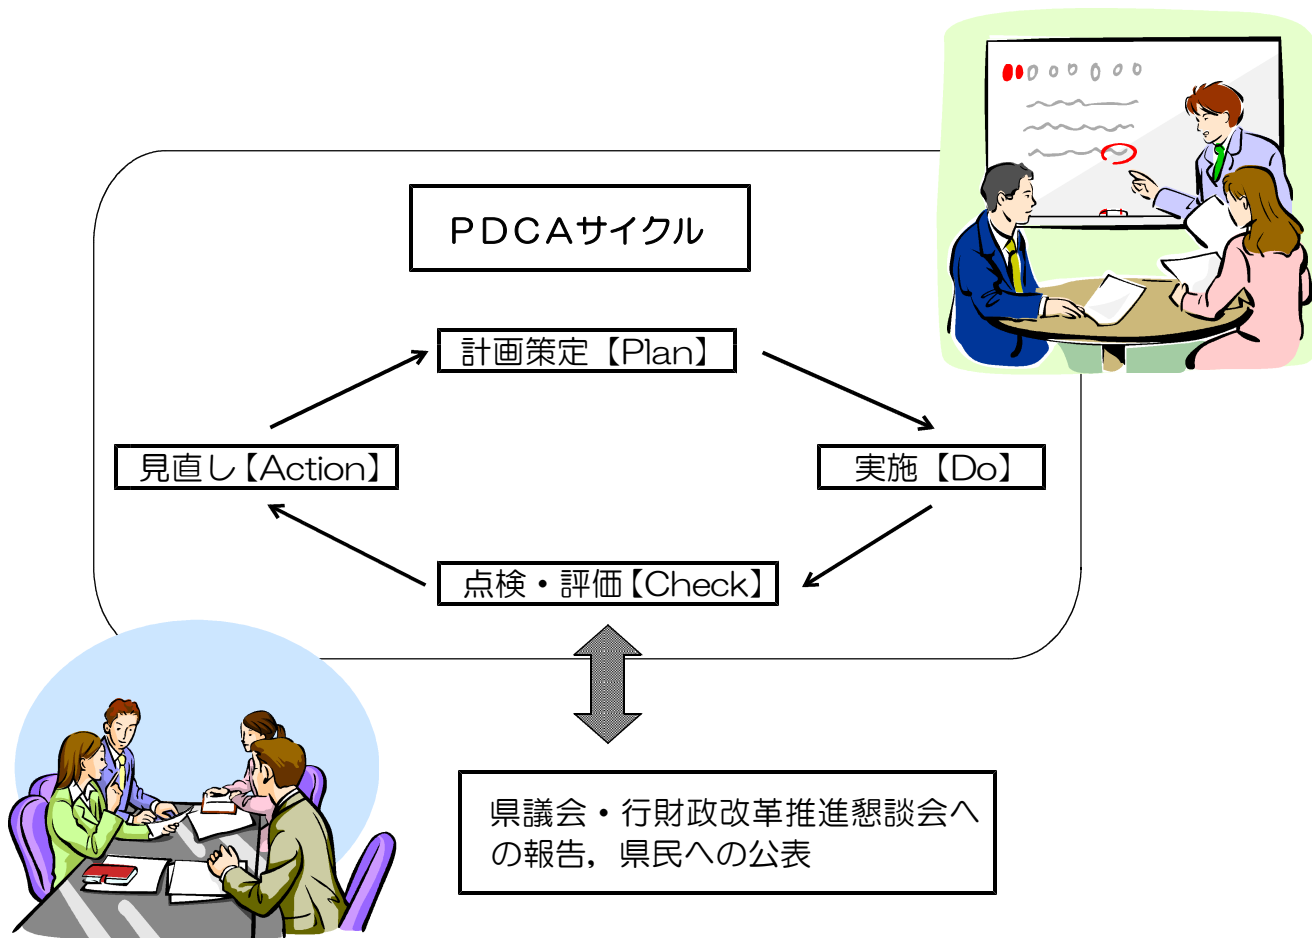 PDCAサイクル
計画策定【Plan】
見直し【Action】
実施【Do】
点検・評価【Check】
県議会・行財政改革推進懇談会へ
の報告，県民への公表